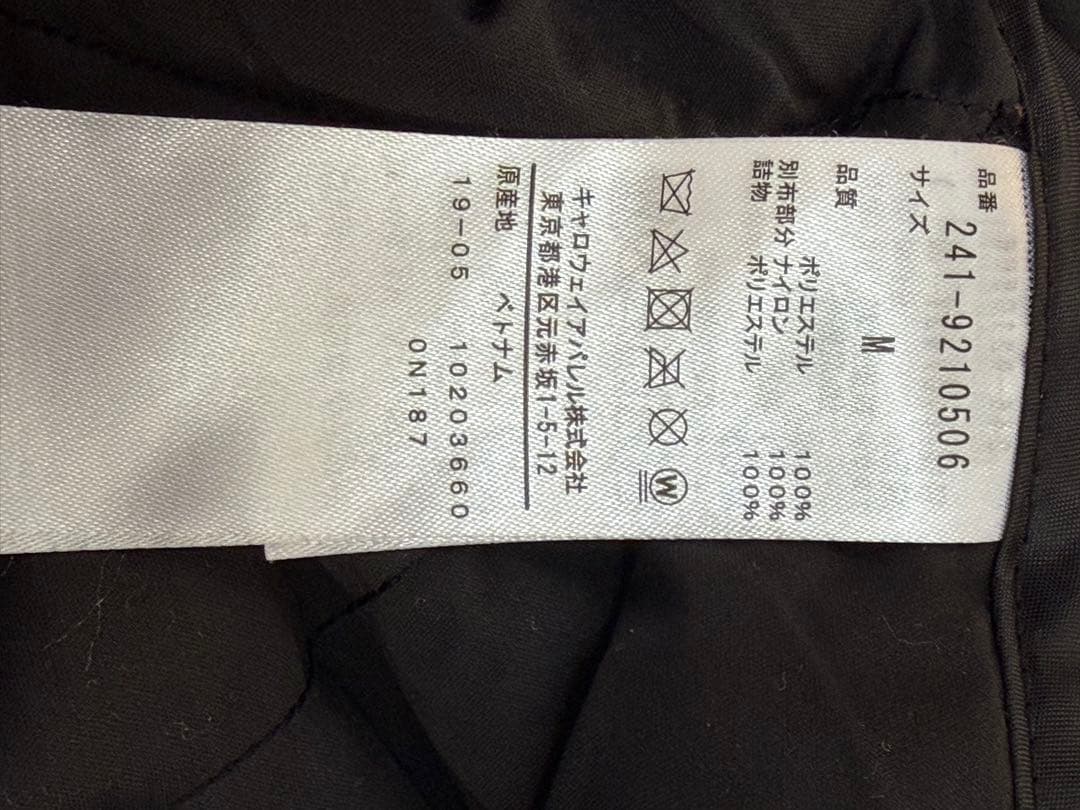 品番
241-9210506
サイズ
M
品質
ポリエステル 100%
別布部分 ナイロン 100%
詰物 ポリエステル 100%
W
キャロウェイアパレル株式会社
東京都港区元赤坂1-5-12
原産地 ベトナム
19-05 10203660
0N187